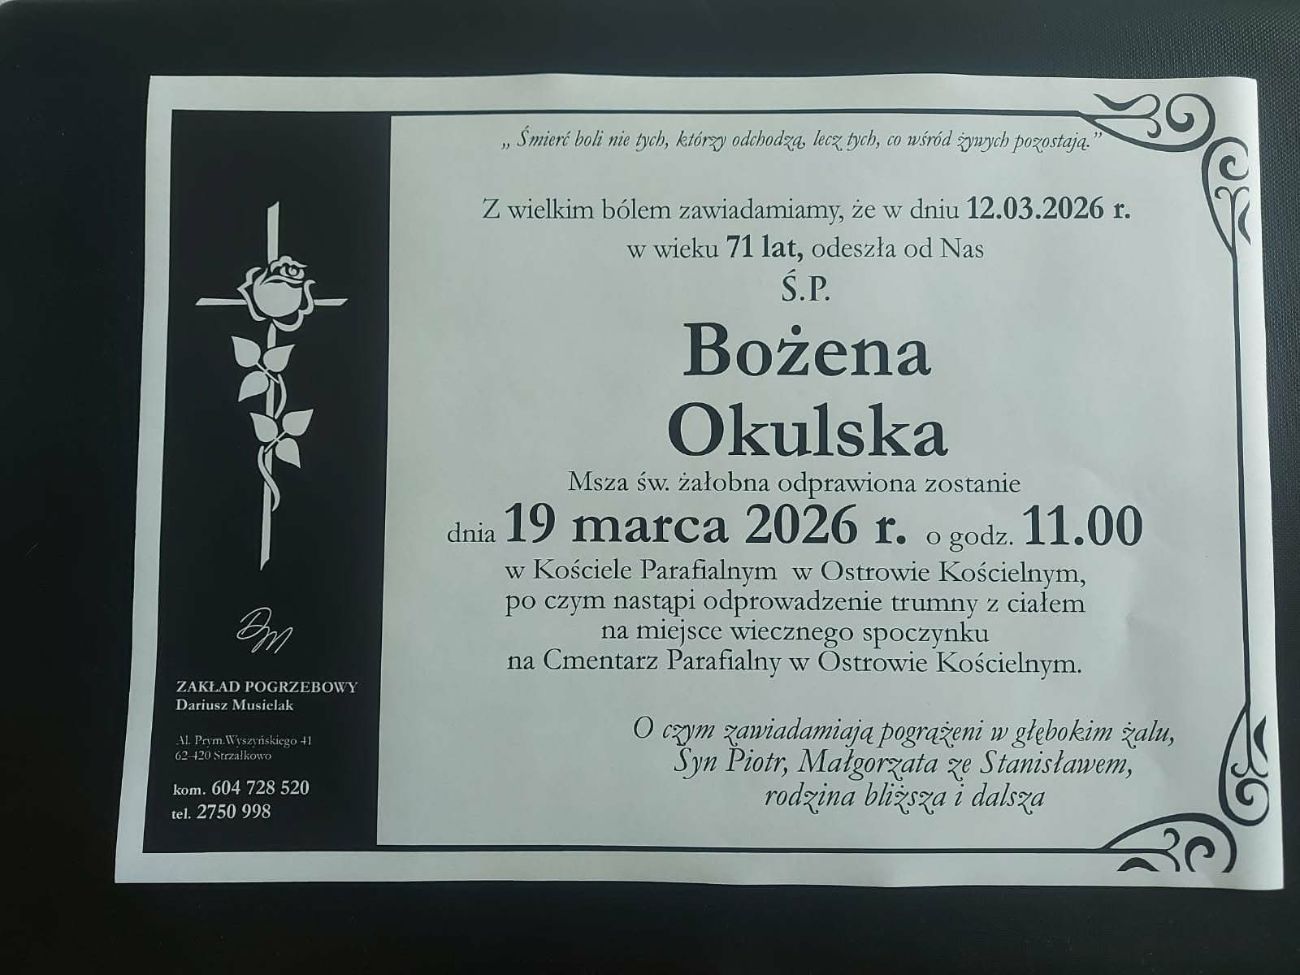 „ Śmierć boli nie tych, którzy odchodzą, lecz tych, co wśród żywych pozostają.”
Z wielkim bólem zawiadamiamy, że w dniu 12.03.2026 r.
w wieku 71 lat, odeszła od Nas
Ś.P.
Bożena
Okulska
Msza św. żałobna odprawiona zostanie
dnia 19 marca 2026 r. o godz. 11.00
w Kościele Parafialnym w Ostrowie Kościelnym,
po czym nastąpi odprowadzenie trumny z ciałem
na miejsce wiecznego spoczynku
na Cmentarz Parafialny w Ostrowie Kościelnym.
O czym zawiadamiają pogrążeni w głębokim żalu,
Syn Piotr, Małgorzata ze Stanisławem,
rodzina bliższa i dalsza
DM
ZAKŁAD POGRZEBOWY
Dariusz Musielak
Al. Prym.Wyszyńskiego 41
62-420 Strzałkowo
kom. 604 728 520
tel. 2750 998